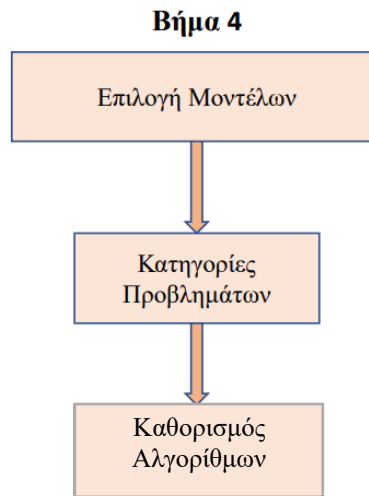 Βήμα 4
Επιλογή Μοντέλων
Κατηγορίες
Προβλημάτων
Καθορισμός
Αλγορίθμων